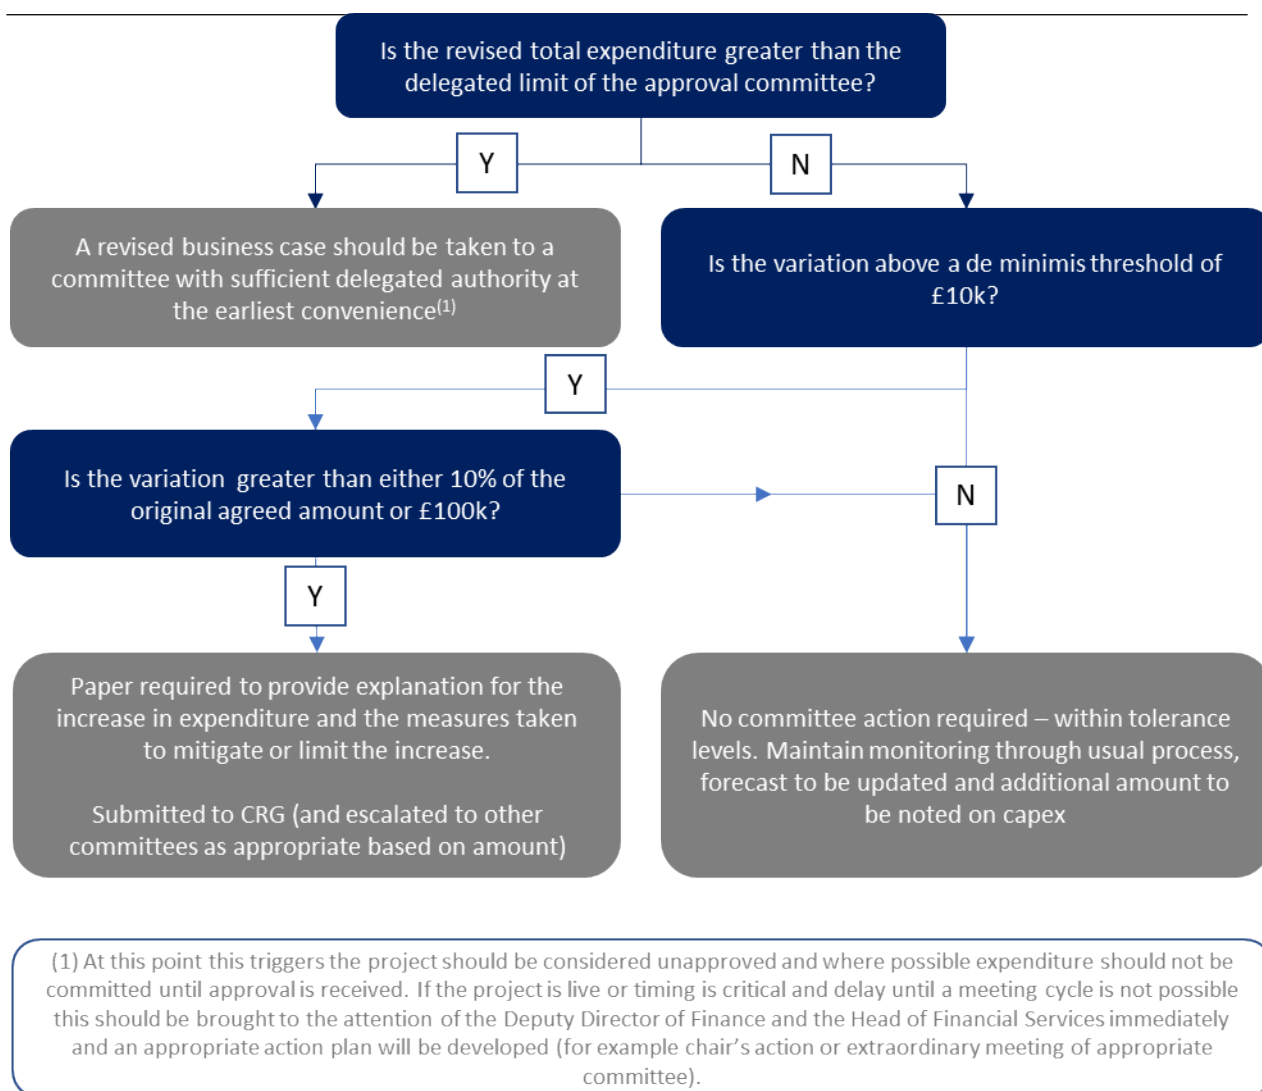 Is the revised total expenditure greater than the
delegated limit of the approval committee?
Y
N
A revised business case should be taken to a
committee with sufficient delegated authority at
the earliest convenience(1)
Is the variation above a de minimis threshold of
£10k?
Y
Is the variation greater than either 10% of the
original agreed amount or £100k?
N
Y
Paper required to provide explanation for the
increase in expenditure and the measures taken
to mitigate or limit the increase.
Submitted to CRG (and escalated to other
committees as appropriate based on amount)
No committee action required – within tolerance
levels. Maintain monitoring through usual process,
forecast to be updated and additional amount to
be noted on capex
(1) At this point this triggers the project should be considered unapproved and where possible expenditure should not be
committed until approval is received. If the project is live or timing is critical and delay until a meeting cycle is not possible
this should be brought to the attention of the Deputy Director of Finance and the Head of Financial Services immediately
and an appropriate action plan will be developed (for example chair's action or extraordinary meeting of appropriate
committee).